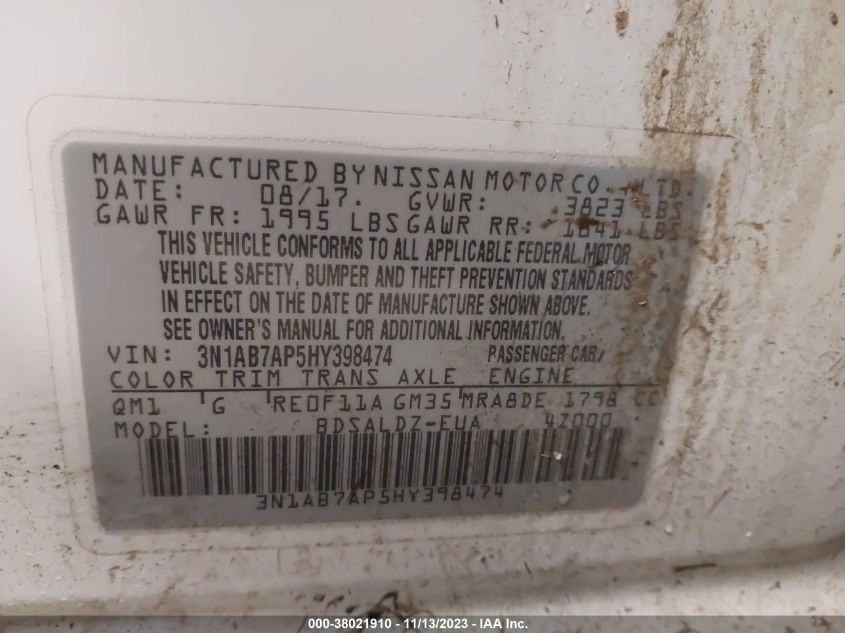 MANUFACTURED BY NISSAN MOTOR CO., LTD.
DATE: 08/17. GVWR: 3823 LBS
GAWR FR: 1995 LBS GAWR RR: 1841 LBS
THIS VEHICLE CONFORMS TO ALL APPLICABLE FEDERAL MOTOR
VEHICLE SAFETY, BUMPER AND THEFT PREVENTION STANDARDS
IN EFFECT ON THE DATE OF MANUFACTURE SHOWN ABOVE.
SEE OWNER'S MANUAL FOR ADDITIONAL INFORMATION.
VIN: 3N1AB7AP5HY398474 PASSENGER CAR
COLOR TRIM TRANS AXLE ENGINE
QM1 G RE0F11A GM35 MRA8DE 1798 CC
MODEL: BDSALDZ-EUA 4Z000
3N1AB7AP5HY398474
000-38021910 - 11/13/2023 - IAA Inc.